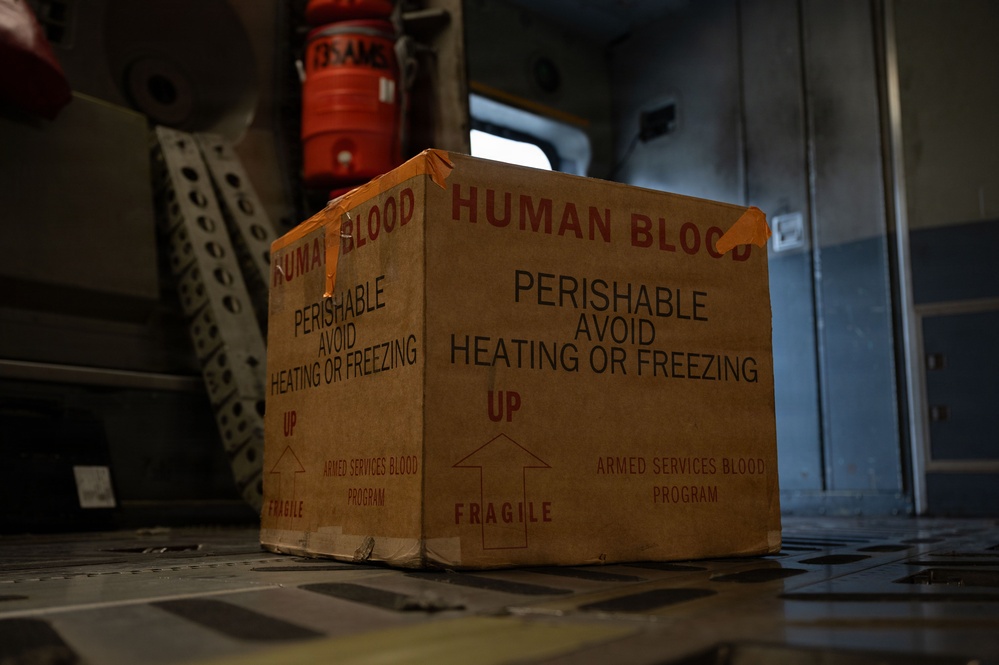 735AMS
HUMAN BLOOD
PERISHABLE
AVOID
HEATING OR FREEZING
UP
FRAGILE
ARMED SERVICES BLOOD
PROGRAM
HUMAN BLOOD
PERISHABLE
AVOID
HEATING OR FREEZING
UP
FRAGILE
ARMED SERVICES BLOOD
PROGRAM